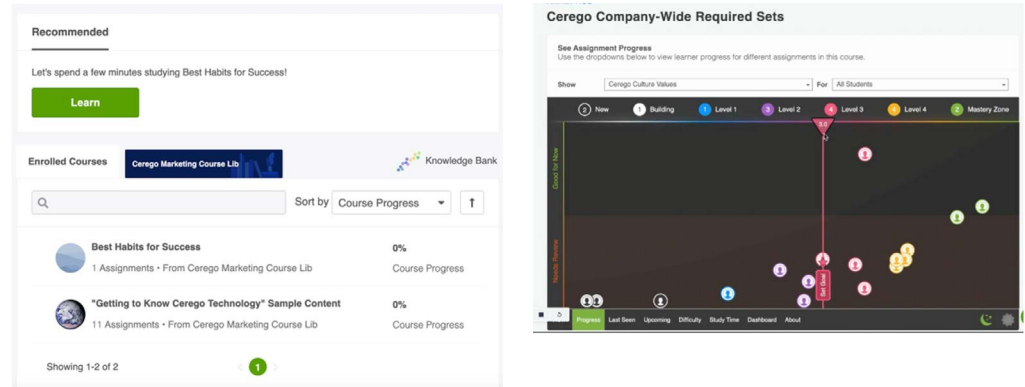 Recommended
Let's spend a few minutes studying Best Habits for Success!
Learn
Enrolled Courses
Cerego Marketing Course Lib
Knowledge Bank
Sort by
Course Progress
Best Habits for Success
0%
1 Assignments • From Cerego Marketing Course Lib
Course Progress
"Getting to Know Cerego Technology" Sample Content
0%
11 Assignments • From Cerego Marketing Course Lib
Course Progress
Showing 1-2 of 2
1
Cerego Company-Wide Required Sets
See Assignment Progress
Use the dropdowns below to view learner progress for different assignments in this course.
Show
Cerego Culture Values
For
All Students
2 New
1 Building
1 Level 1
3 Level 2
4 Level 3
4 Level 4
2 Mastery Zone
3.0
Good for Now
Needs Review
Set Goal
Progress
Last Seen
Upcoming
Difficulty
Study Time
Dashboard
About